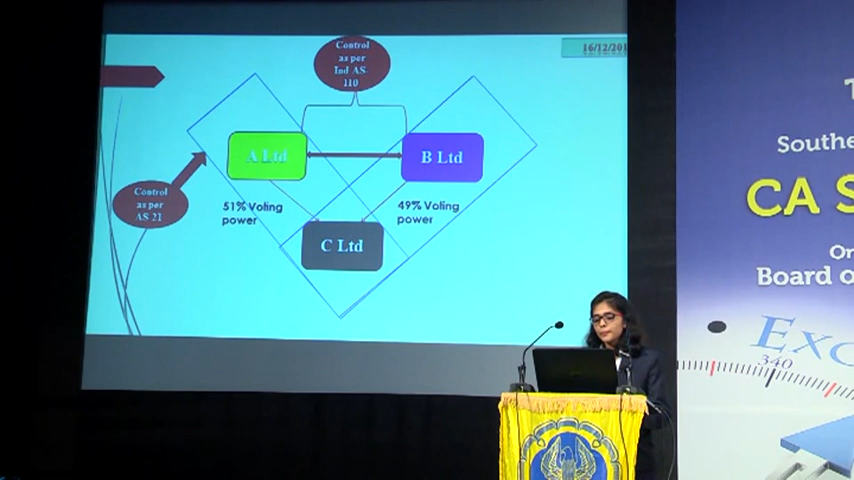 Control
as per
Ind AS-
110
16/12/201
A Ltd
B Ltd
Control
as per
AS 21
51% Voting
power
49% Voting
power
C Ltd
T
Southe
CA S
Or
Board o
Exc
340